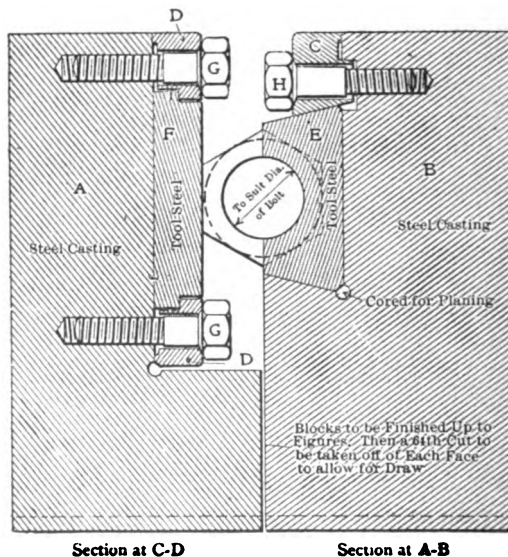 D
G
C
H
F
E
A
B
Tool Steel
To Suit Dia.
of Bolt
Tool Steel
Steel Casting
Steel Casting
Cored for Planing
G
D
Blocks to be Finished Up to
Figures. Then a 64th Cut to
be taken off of Each Face
to allow for Draw
Section at C-D
Section at A-B